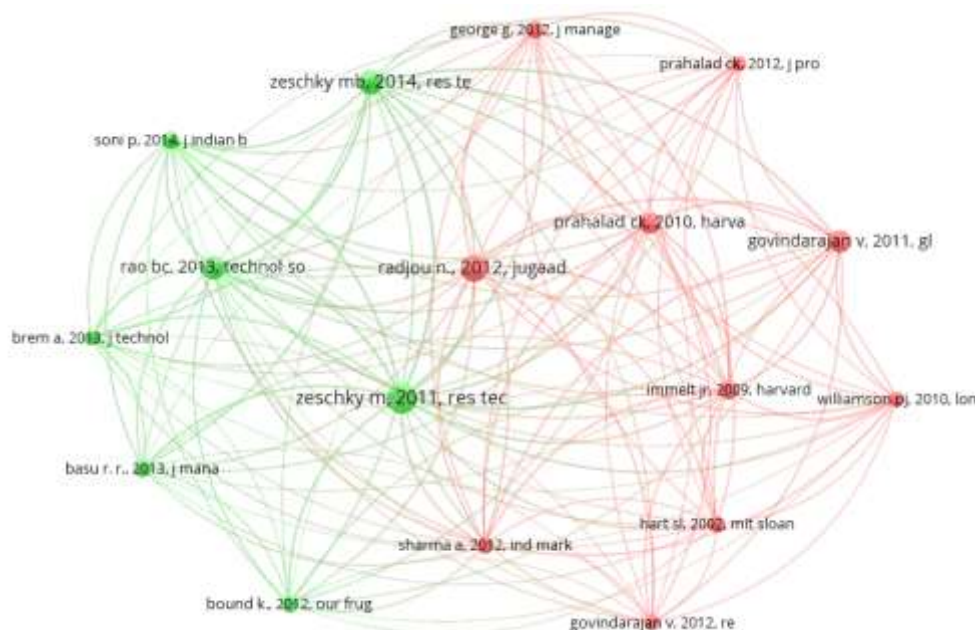 george g, 2012, j manage
prahalad ck, 2012, j pro
zeschky mb, 2014, res te
soni p, 2014, j indian b
prahalad ck, 2010, harva
govindarajan v, 2011, gl
rao bc, 2013, technol so
radjou n., 2012, jugaad
brem a, 2013, j technol
zeschky m, 2011, res tec
immelt jr, 2009, harvard
williamson pj, 2010, lon
basu r. r., 2013, j mana
hart sl, 2002, mit sloan
sharma a, 2012, ind mark
bound k., 2012, our frug
govindarajan v, 2012, re